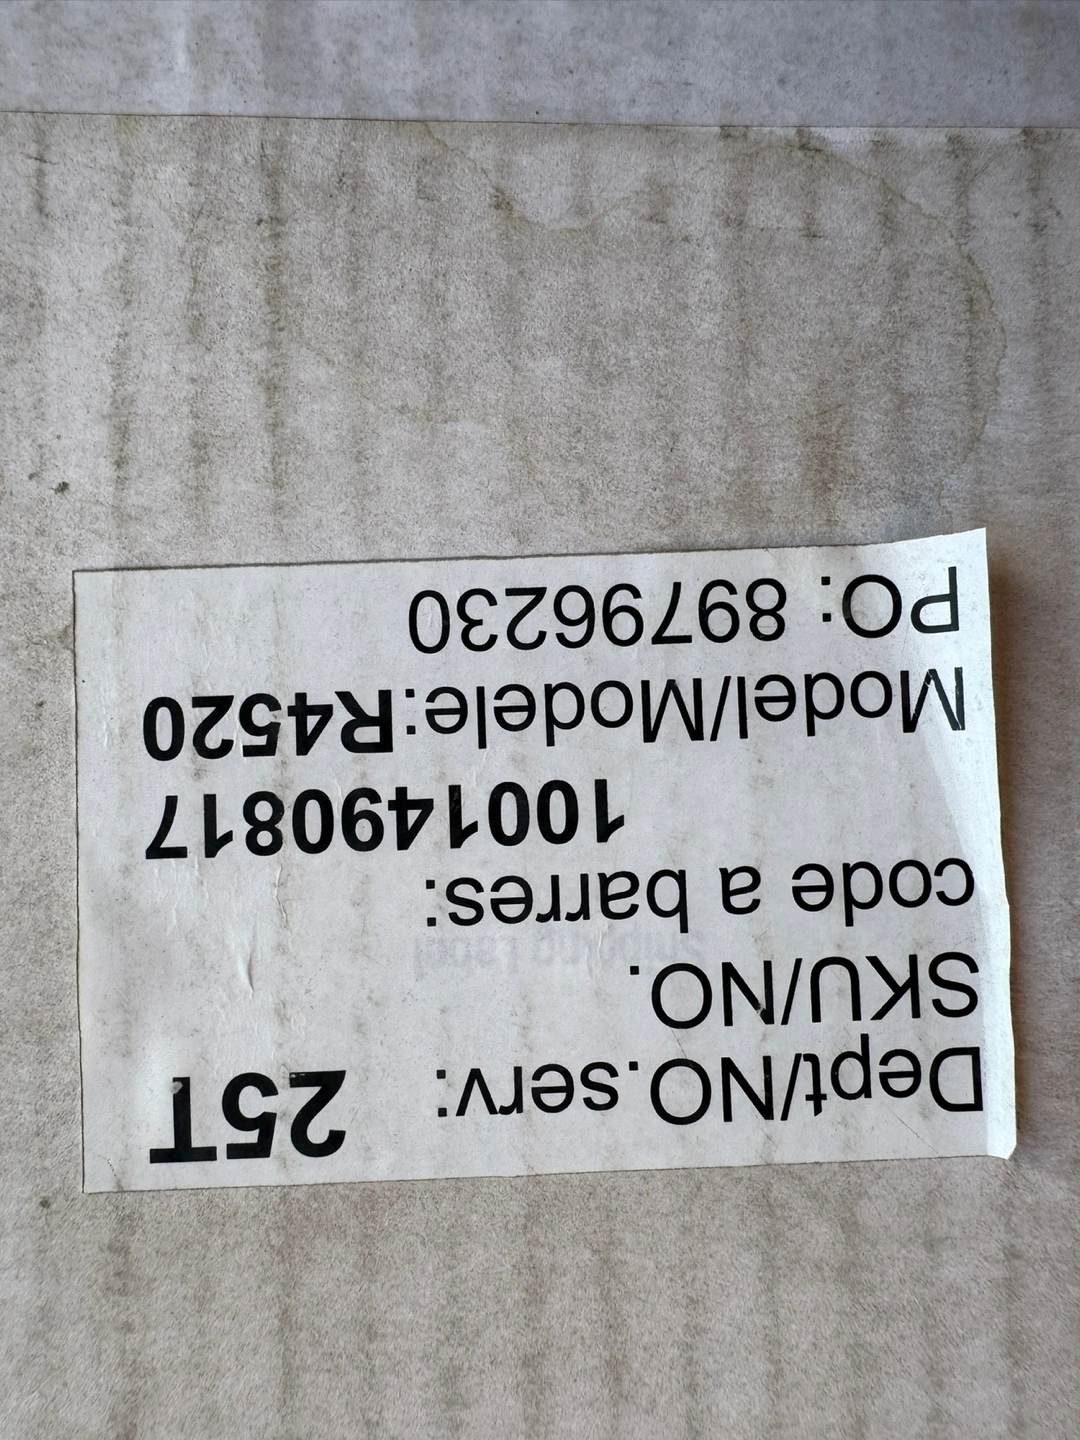 Dept/NO.serv: 25T
SKU/NO.
code a barres:
1001490817
Model/Modele:R4520
PO: 89796230